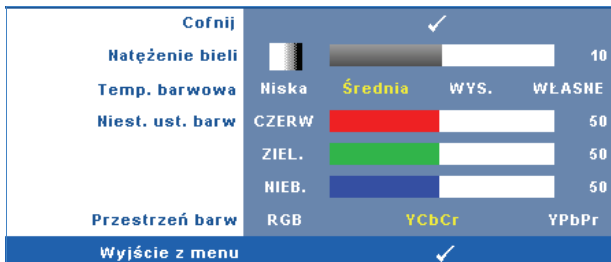 Cofnij
Natężenie bieli 10
Temp. barwowa Niska Średnia WYS. WŁASNE
Niest. ust. barw CZERW 50
ZIEL. 50
NIEB. 50
Przestrzeń barw RGB YCbCr YPbPr
Wyjście z menu